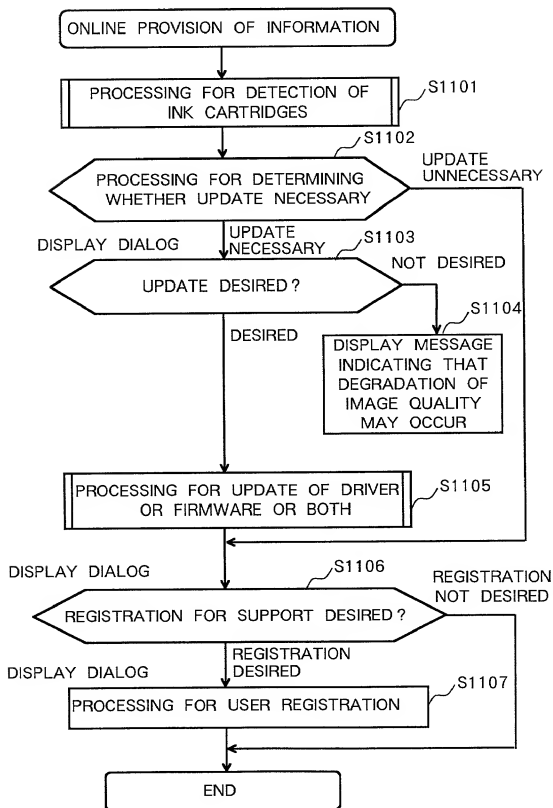 ONLINE PROVISION OF INFORMATION
PROCESSING FOR DETECTION OF
INK CARTRIDGES
S1101
S1102
PROCESSING FOR DETERMINING
WHETHER UPDATE NECESSARY
UPDATE
UNNECESSARY
DISPLAY DIALOG
UPDATE
NECESSARY
S1103
UPDATE DESIRED?
NOT DESIRED
DESIRED
S1104
DISPLAY MESSAGE
INDICATING THAT
DEGRADATION OF
IMAGE QUALITY
MAY OCCUR
PROCESSING FOR UPDATE OF DRIVER
OR FIRMWARE OR BOTH
S1105
DISPLAY DIALOG
S1106
REGISTRATION FOR SUPPORT DESIRED?
REGISTRATION
NOT DESIRED
REGISTRATION
DESIRED
DISPLAY DIALOG
PROCESSING FOR USER REGISTRATION
S1107
END